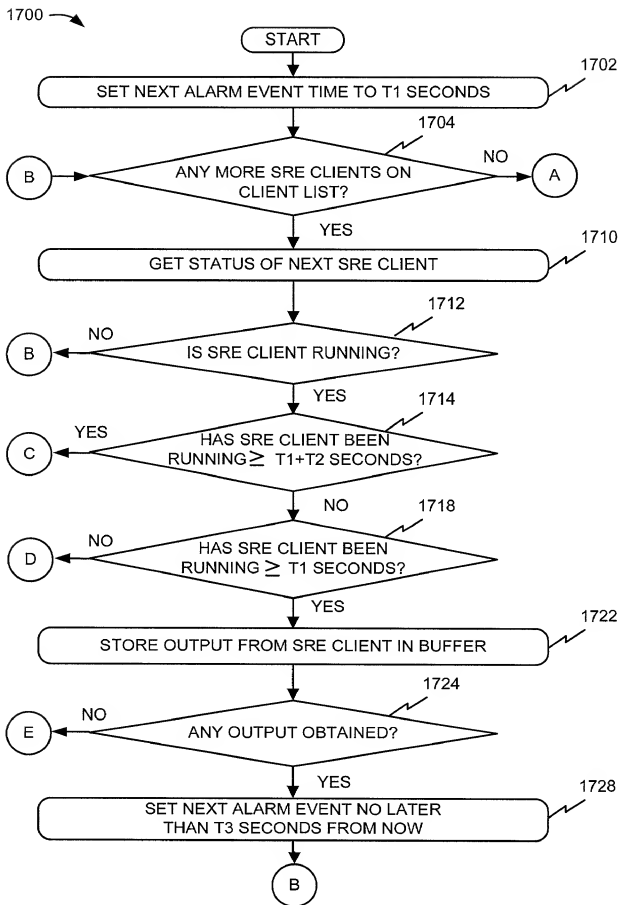 1700
START
SET NEXT ALARM EVENT TIME TO T1 SECONDS
1702
1704
B
ANY MORE SRE CLIENTS ON
CLIENT LIST?
NO
A
YES
1710
GET STATUS OF NEXT SRE CLIENT
1712
NO
B
IS SRE CLIENT RUNNING?
YES
1714
YES
C
HAS SRE CLIENT BEEN
RUNNING ≥ T1+T2 SECONDS?
NO
1718
NO
D
HAS SRE CLIENT BEEN
RUNNING ≥ T1 SECONDS?
YES
1722
STORE OUTPUT FROM SRE CLIENT IN BUFFER
1724
NO
E
ANY OUTPUT OBTAINED?
YES
1728
SET NEXT ALARM EVENT NO LATER
THAN T3 SECONDS FROM NOW
B